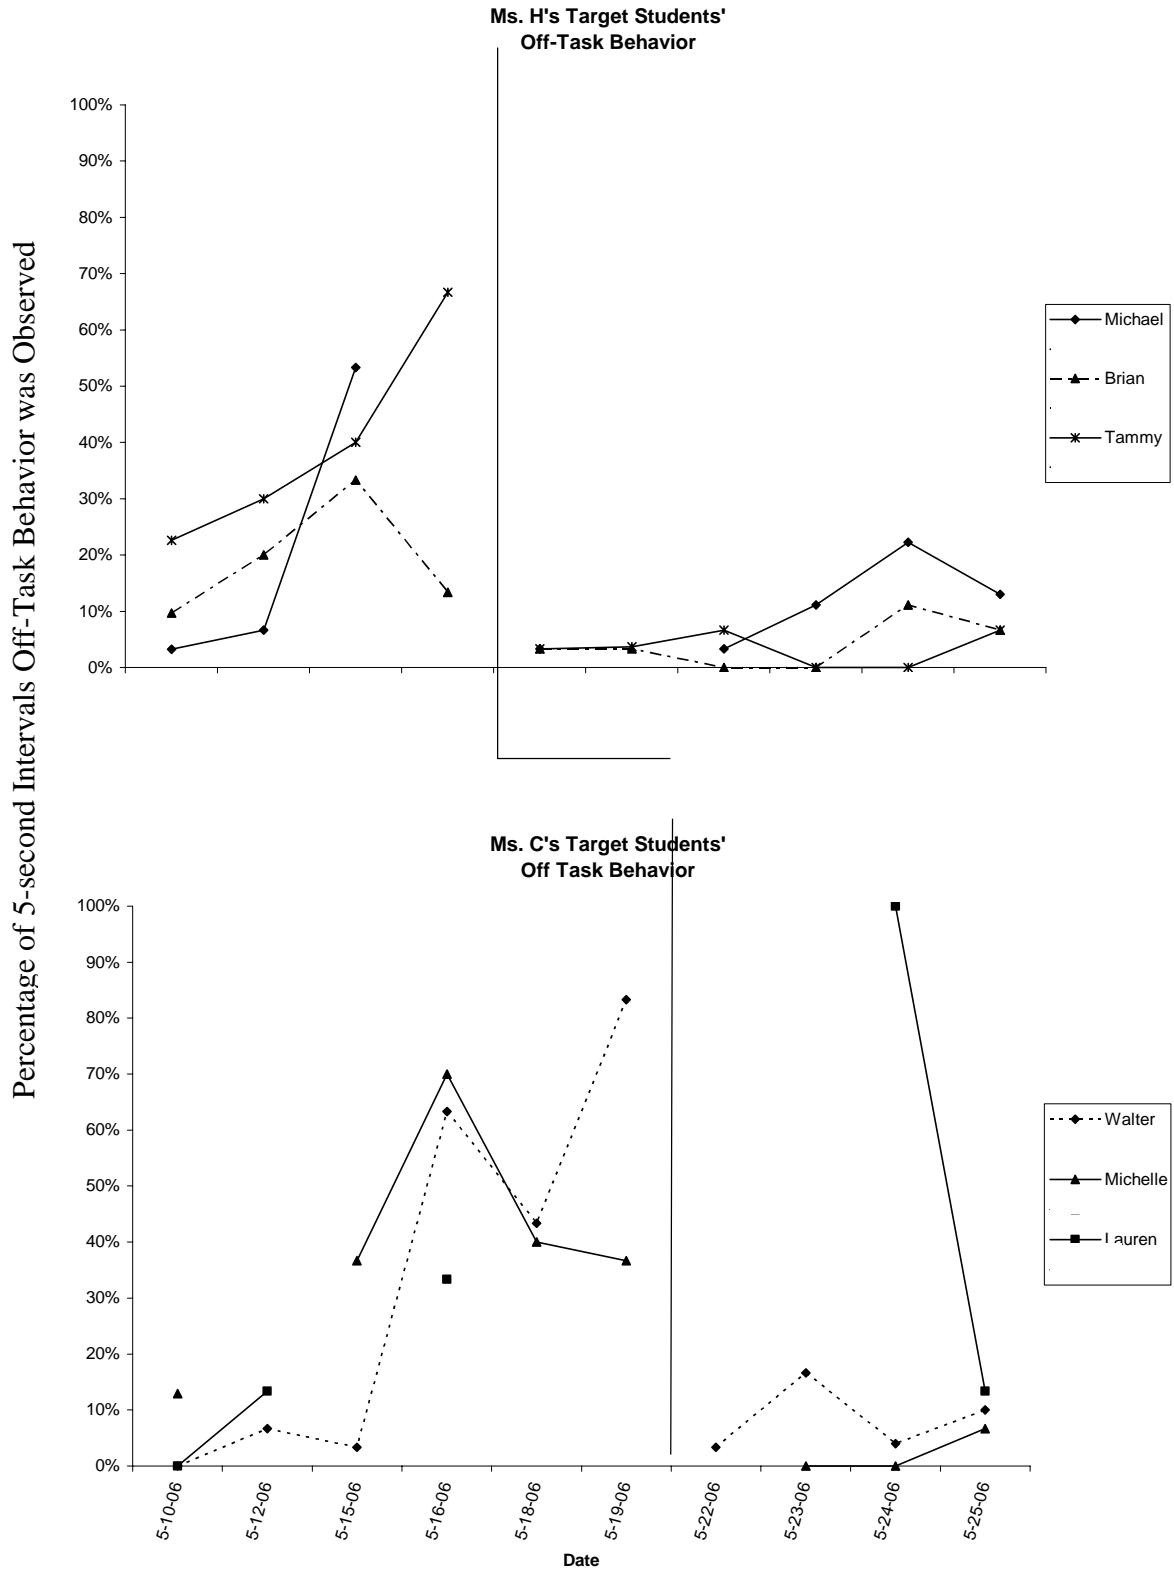 Ms. H's Target Students'
Off-Task Behavior
Percentage of 5-second Intervals Off-Task Behavior was Observed
100%
90%
80%
70%
60%
50%
40%
30%
20%
10%
0%
Michael
Brian
Tammy
Ms. C's Target Students'
Off Task Behavior
100%
90%
80%
70%
60%
50%
40%
30%
20%
10%
0%
Walter
Michelle
Lauren
5-10-06
5-12-06
5-15-06
5-16-06
5-18-06
5-19-06
5-22-06
5-23-06
5-24-06
5-25-06
Date